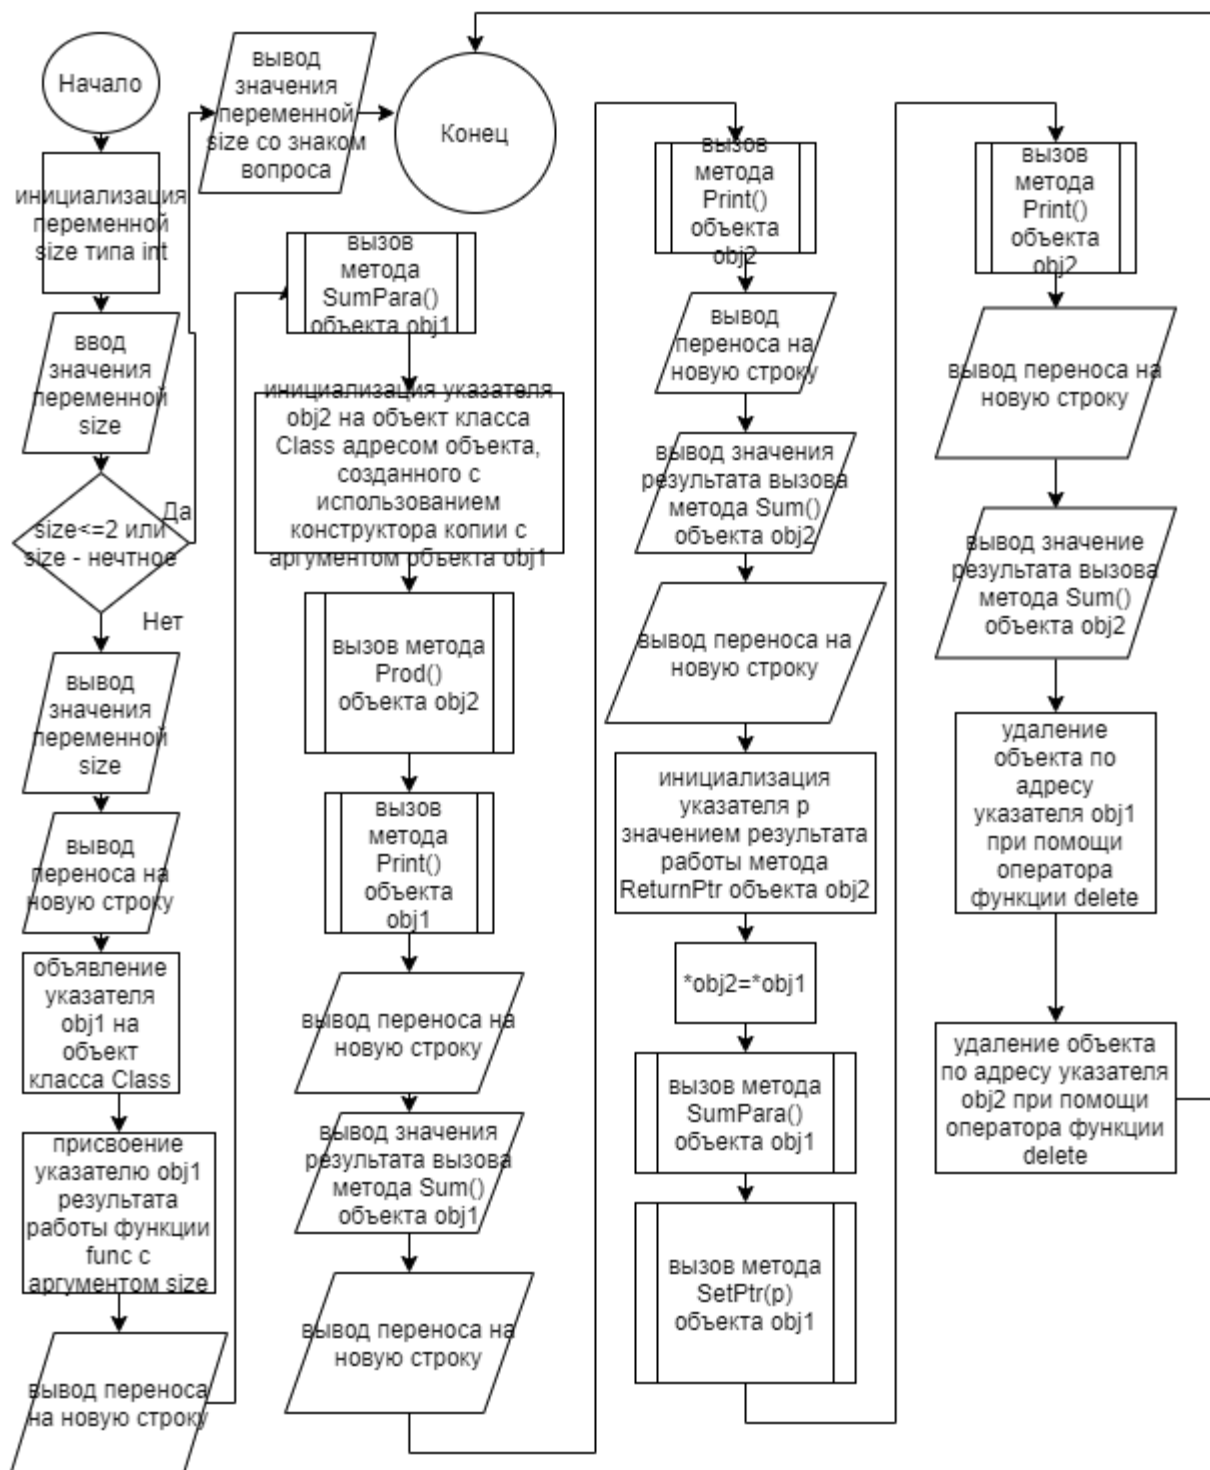 Начало
инициализация
переменной
size типа int
ввод
значения
переменной
size
size<=2 или
size - нечтное
Да
Нет
вывод
значения
переменной
size со знаком
вопроса
Конец
вывод
значения
переменной
size
вывод
переноса на
новую строку
объявление
указателя
obj1 на
объект
класса Class
присвоение
указателю obj1
результата
работы функции
func с
аргументом size
вывод переноса
на новую строку
вызов
метода
SumPara()
объекта obj1
инициализация указателя
obj2 на объект класса
Class адресом объекта,
созданного с
использованием
конструктора копии с
аргументом объекта obj1
вызов метода
Prod()
объекта obj2
вызов
метода
Print()
объекта
obj1
вывод переноса на
новую строку
вывод значения
результата вызова
метода Sum()
объекта obj1
вывод переноса на
новую строку
вызов
метода
Print()
объекта
obj2
вывод
переноса на
новую строку
вывод значения
результата вызова
метода Sum()
объекта obj2
вывод переноса на
новую строку
инициализация
указателя p
значением результата
работы метода
ReturnPtr объекта obj2
*obj2=*obj1
вызов метода
SumPara()
объекта obj1
вызов метода
SetPtr(p)
объекта obj1
вызов
метода
Print()
объекта
obj2
вывод переноса на
новую строку
вывод значение
результата вызова
метода Sum()
объекта obj2
удаление
объекта по
адресу
указателя obj1
при помощи
оператора
функции delete
удаление объекта
по адресу указателя
obj2 при помощи
оператора функции
delete